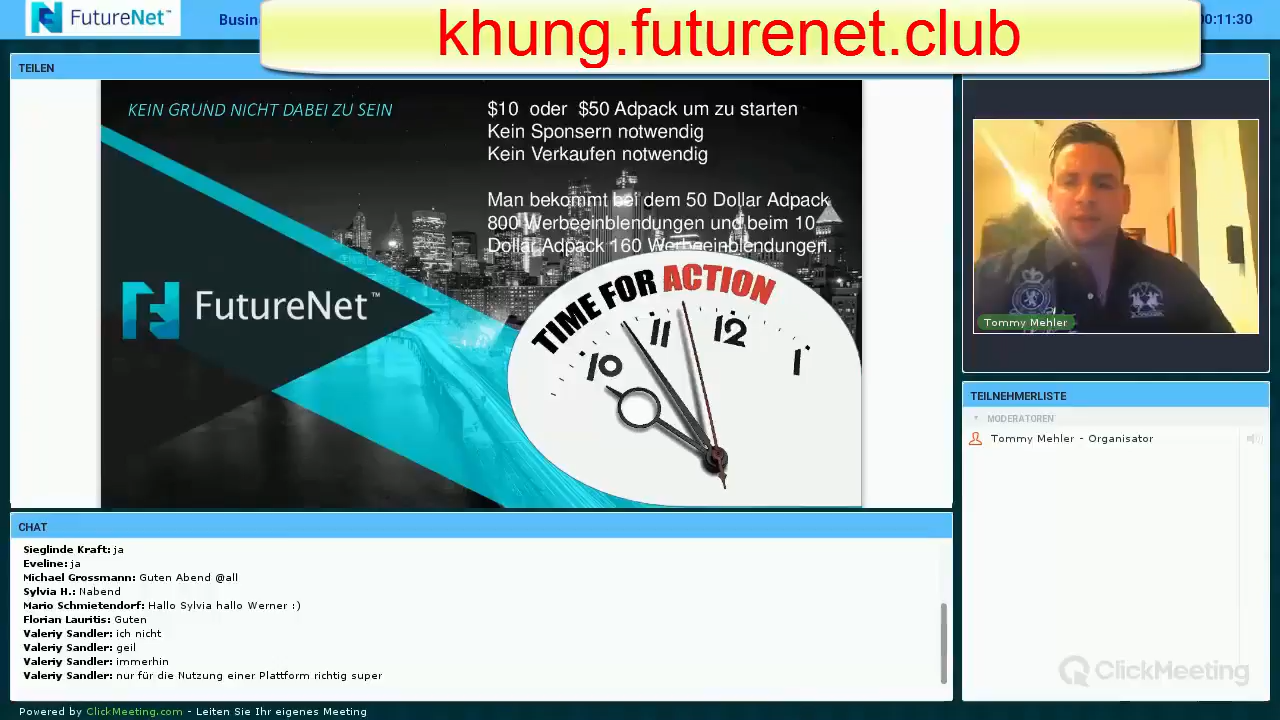 FutureNet™
Busin
khung.futurenet.club
00:11:30
TEILEN
KEIN GRUND NICHT DABEI ZU SEIN
$10 oder $50 Adpack um zu starten
Kein Sponsern notwendig
Kein Verkaufen notwendig
Man bekommt bei dem 50 Dollar Adpack
800 Werbeeinblendungen und beim 10
Dollar Adpack 160 Werbeeinblendungen.
FutureNet™
TIME FOR ACTION
10 11 12 1
Tommy Mehler
TEILNEHMERLISTE
MODERATOREN
Tommy Mehler - Organisator
CHAT
Sieglinde Kraft: ja
Eveline: ja
Michael Grossmann: Guten Abend @all
Sylvia H.: Nabend
Mario Schmietendorf: Hallo Sylvia hallo Werner :)
Florian Lauritis: Guten
Valeriy Sandler: ich nicht
Valeriy Sandler: geil
Valeriy Sandler: immerhin
Valeriy Sandler: nur für die Nutzung einer Plattform richtig super
ClickMeeting
Powered by ClickMeeting.com - Leiten Sie Ihr eigenes Meeting